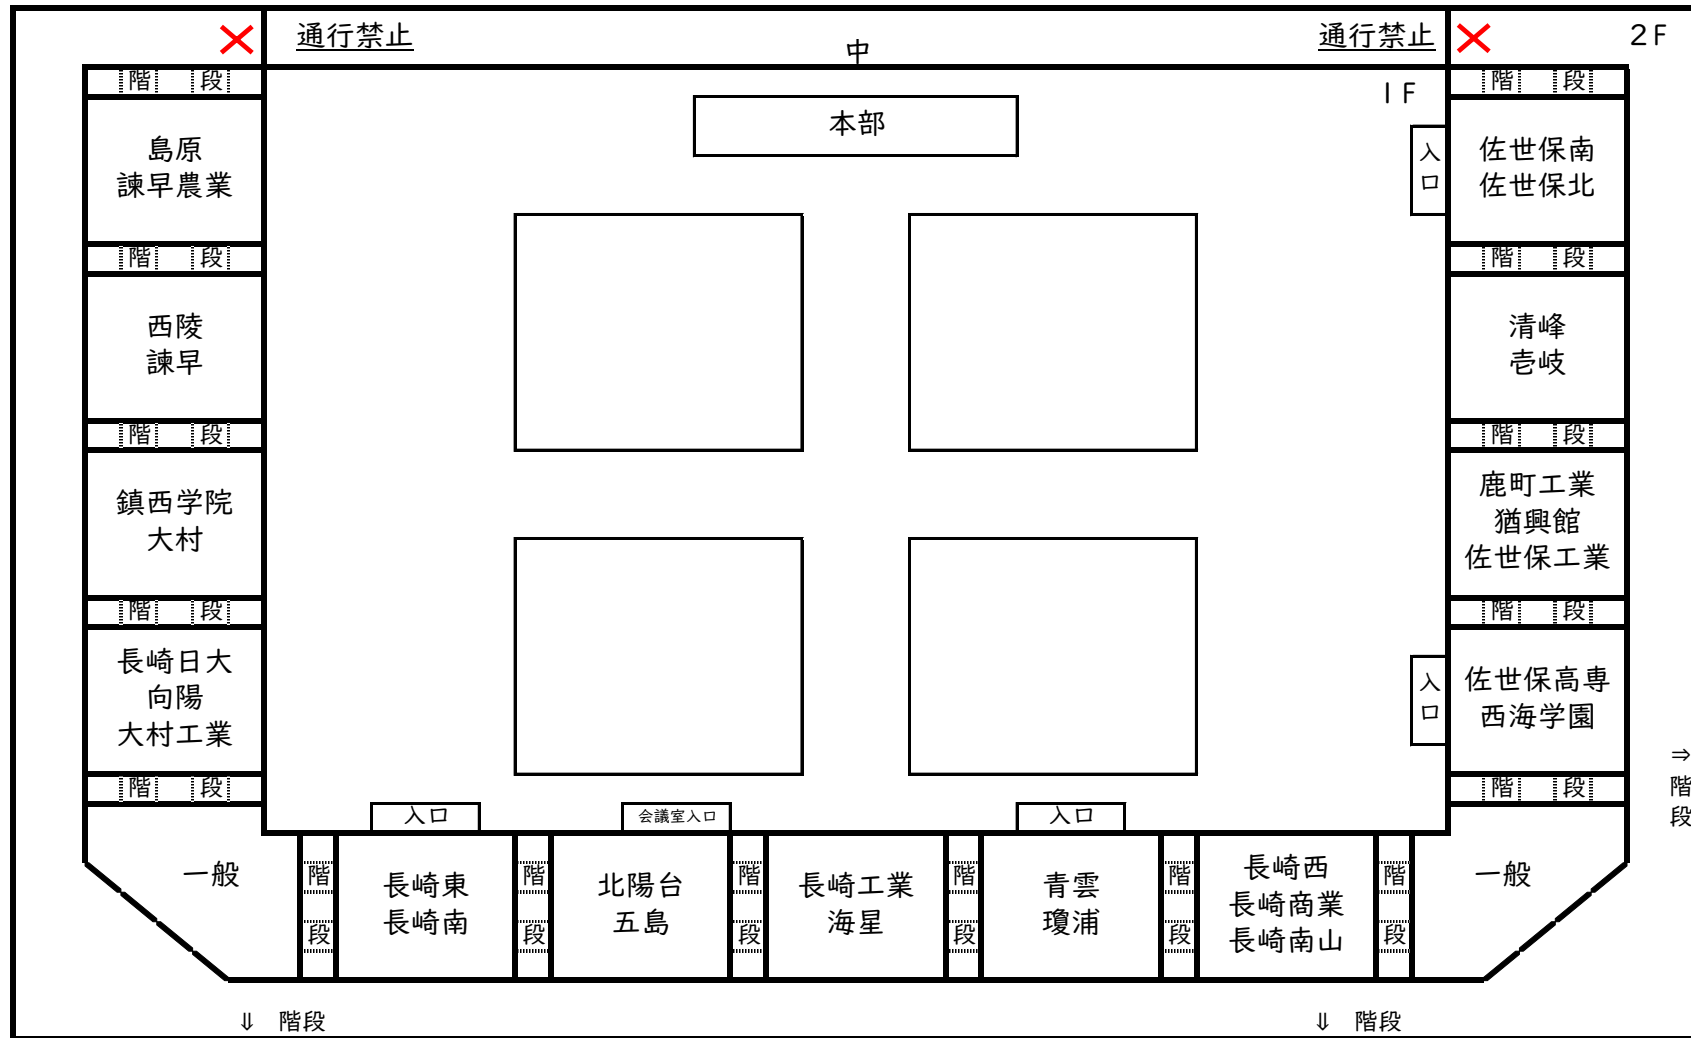 通行禁止
中
通行禁止
2F
1F
本部
階 段
島原
諫早農業
階 段
西陵
諫早
階 段
鎮西学院
大村
階 段
長崎日大
向陽
大村工業
階 段
一般
入口
入口
階 段
佐世保南
佐世保北
階 段
清峰
壱岐
階 段
鹿町工業
猶興館
佐世保工業
階 段
佐世保高専
西海学園
階 段
⇒
階
段
入口
会議室入口
入口
階
段
長崎東
長崎南
階
段
北陽台
五島
階
段
長崎工業
海星
階
段
青雲
瓊浦
階
段
長崎西
長崎商業
長崎南山
階
段
一般
⇓ 階段
⇓ 階段